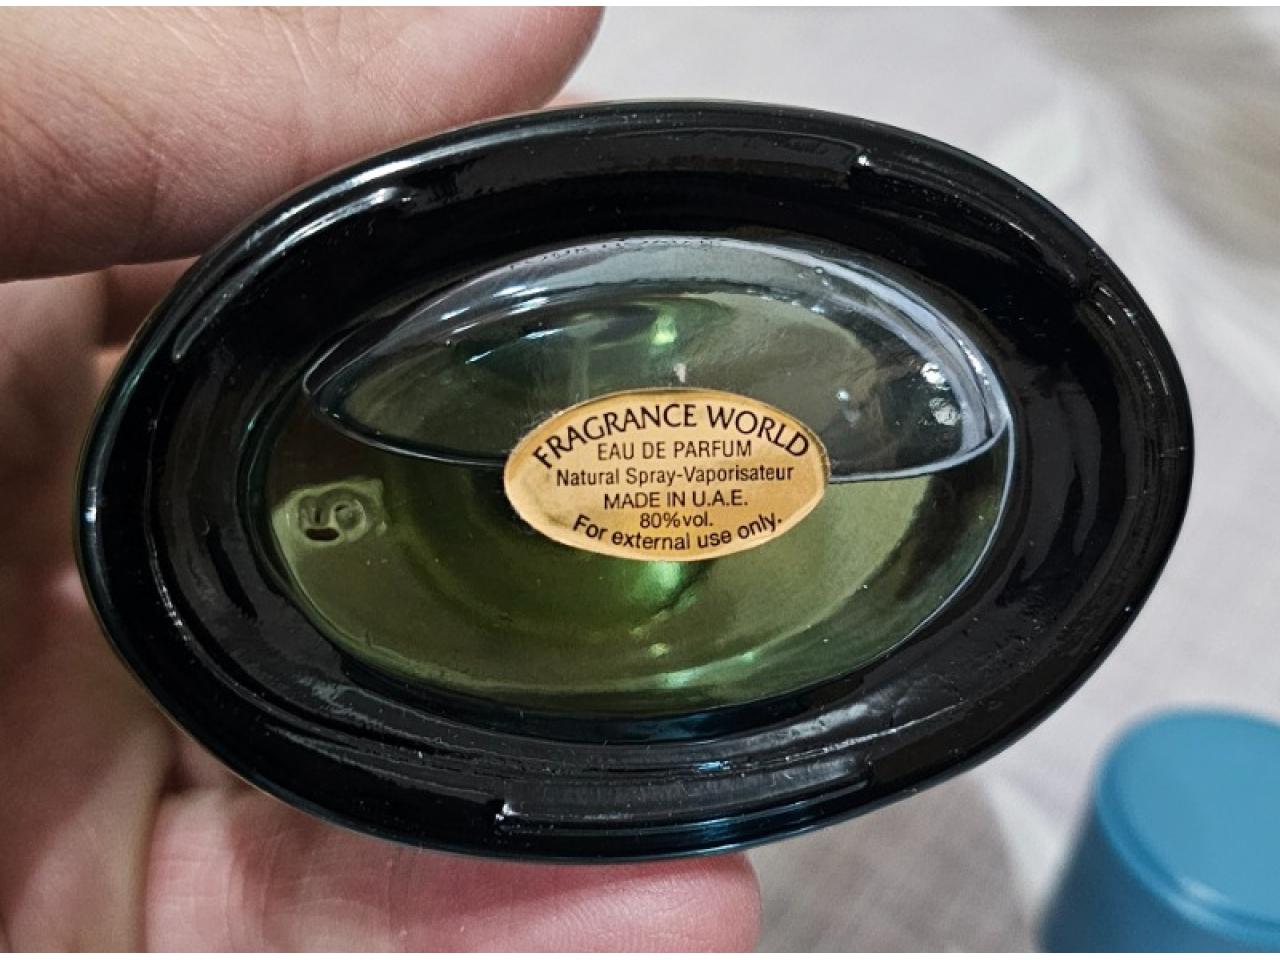 FRAGRANCE WORLD
EAU DE PARFUM
Natural Spray-Vaporisateur
MADE IN U.A.E.
80%vol.
For external use only.